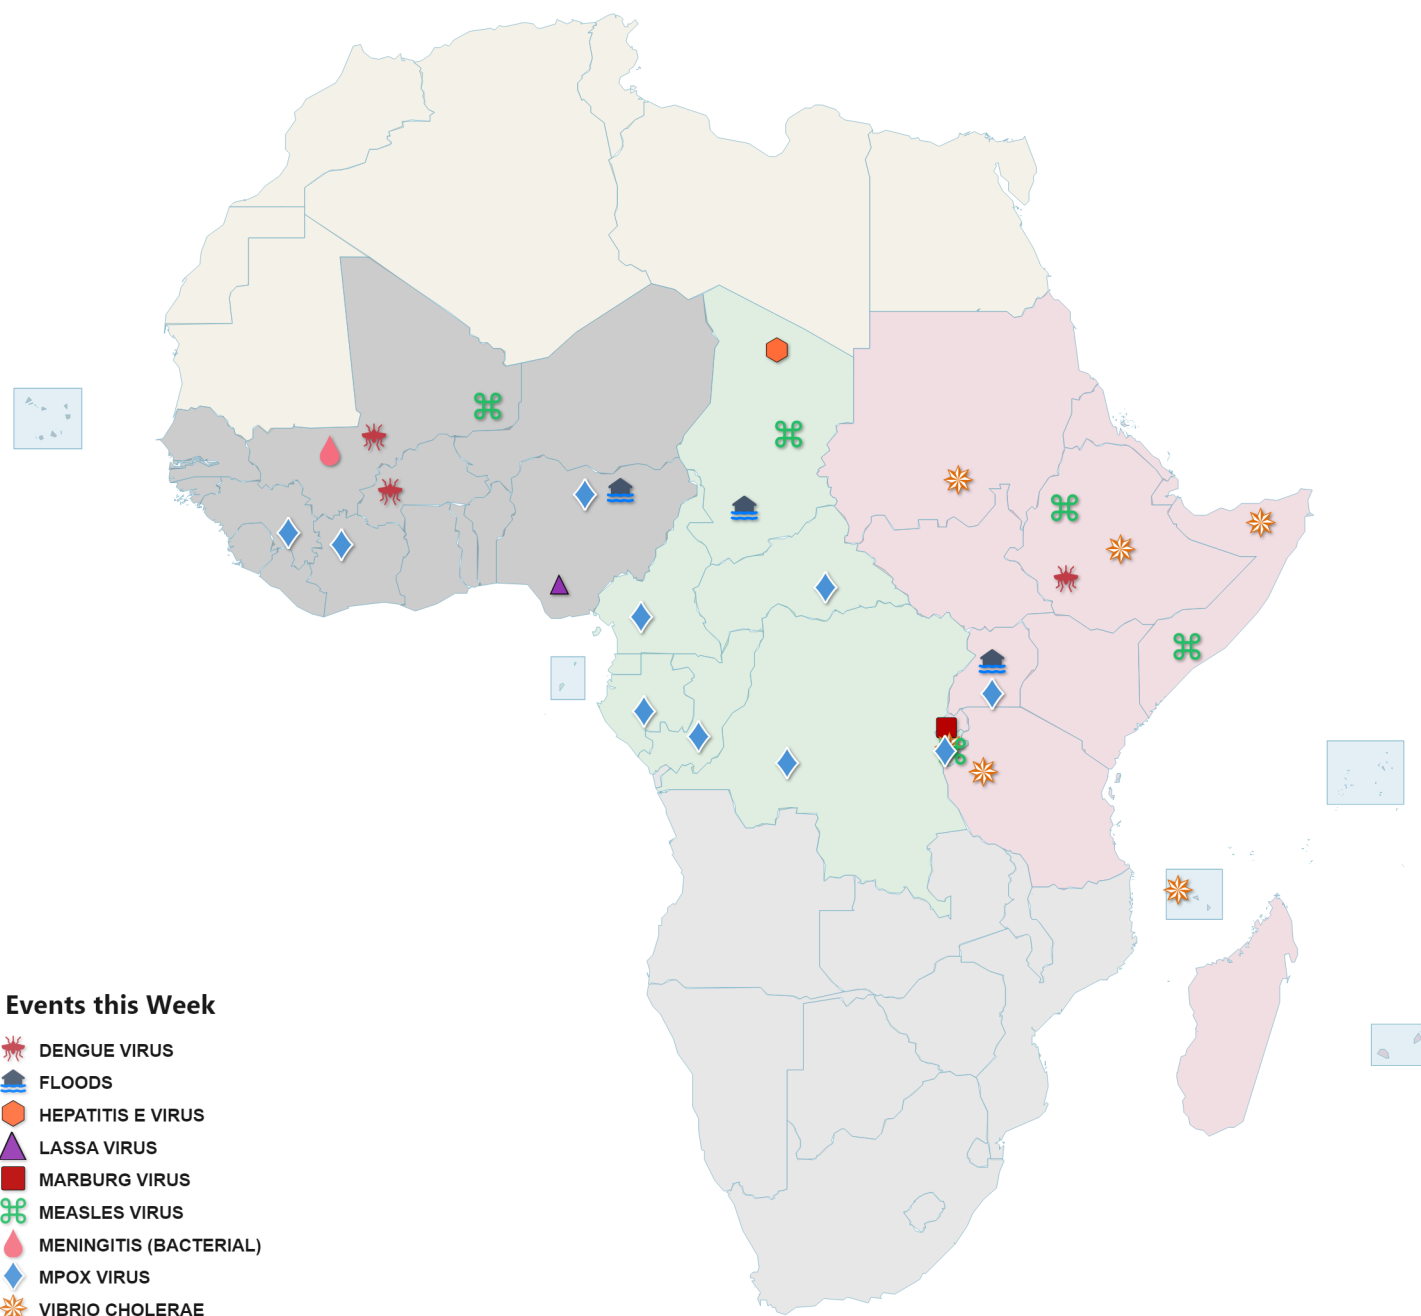 Events this Week
DENGUE VIRUS
FLOODS
HEPATITIS E VIRUS
LASSA VIRUS
MARBURG VIRUS
MEASLES VIRUS
MENINGITIS (BACTERIAL)
MPOX VIRUS
VIBRIO CHOLERAE